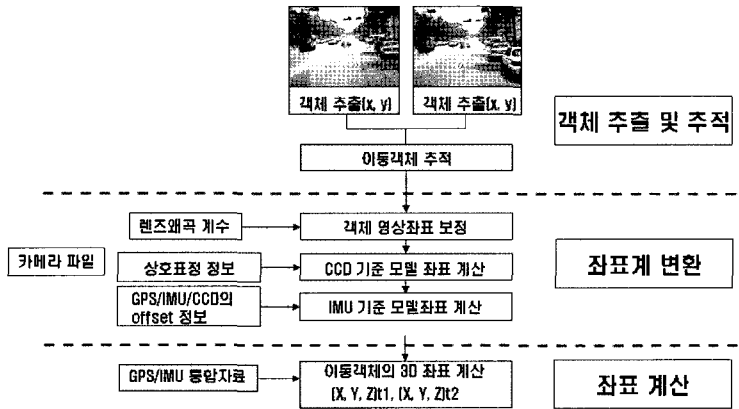 객체 추출(x, y)
객체 추출(x, y)
객체 추출 및 추적
이동객체 추적
렌즈왜곡 계수
객체 영상좌표 보정
카메라 파일
상호표정 정보
CCD 기준 모델 좌표 계산
좌표계 변환
GPS/IMU/CCD의
offset 정보
IMU 기준 모델좌표 계산
GPS/IMU 통합자료
이동객체의 3D 좌표 계산
(X, Y, Z)t1, (X, Y, Z)t2
좌표 계산